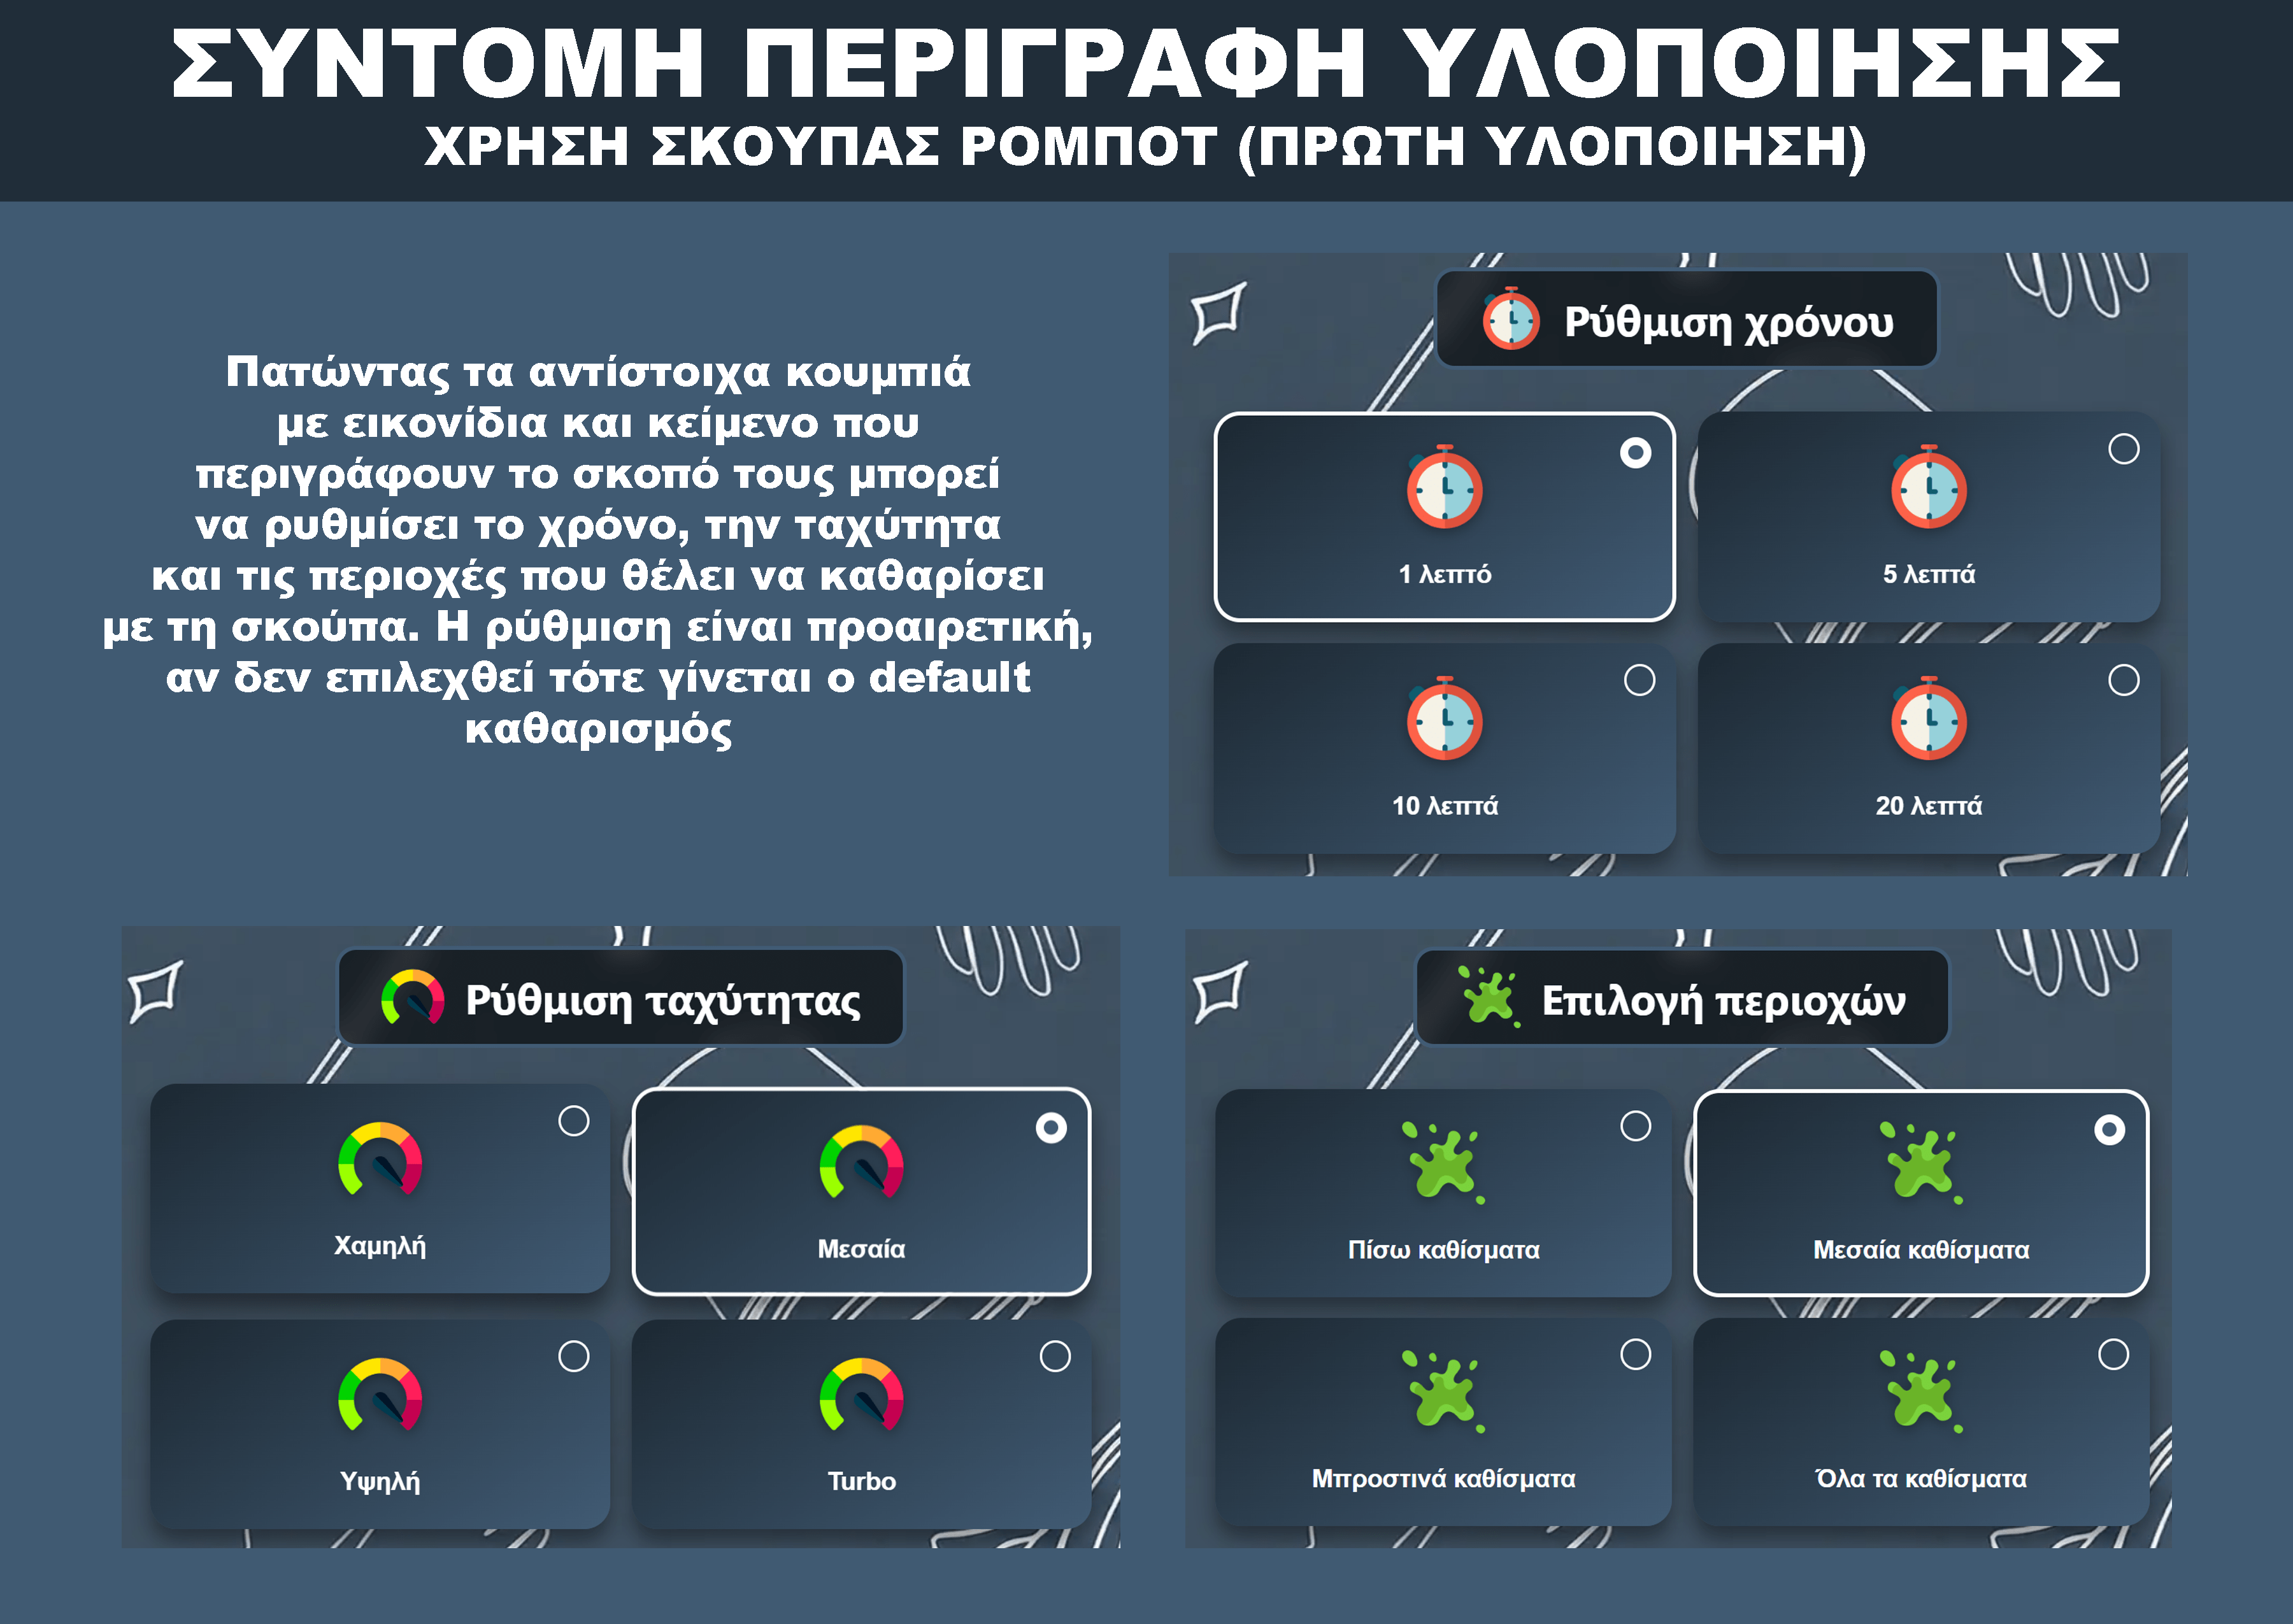 ΣΥΝΤΟΜΗ ΠΕΡΙΓΡΑΦΗ ΥΛΟΠΟΙΗΣΗΣ
ΧΡΗΣΗ ΣΚΟΥΠΑΣ ΡΟΜΠΟΤ (ΠΡΩΤΗ ΥΛΟΠΟΙΗΣΗ)
Πατώντας τα αντίστοιχα κουμπιά
με εικονίδια και κείμενο που
περιγράφουν το σκοπό τους μπορεί
να ρυθμίσει το χρόνο, την ταχύτητα
και τις περιοχές που θέλει να καθαρίσει
με τη σκούπα. Η ρύθμιση είναι προαιρετική,
αν δεν επιλεχθεί τότε γίνεται ο default
καθαρισμός
Ρύθμιση χρόνου
1 λεπτό
5 λεπτά
10 λεπτά
20 λεπτά
Ρύθμιση ταχύτητας
Χαμηλή
Μεσαία
Υψηλή
Turbo
Επιλογή περιοχών
Πίσω καθίσματα
Μεσαία καθίσματα
Μπροστινά καθίσματα
Όλα τα καθίσματα